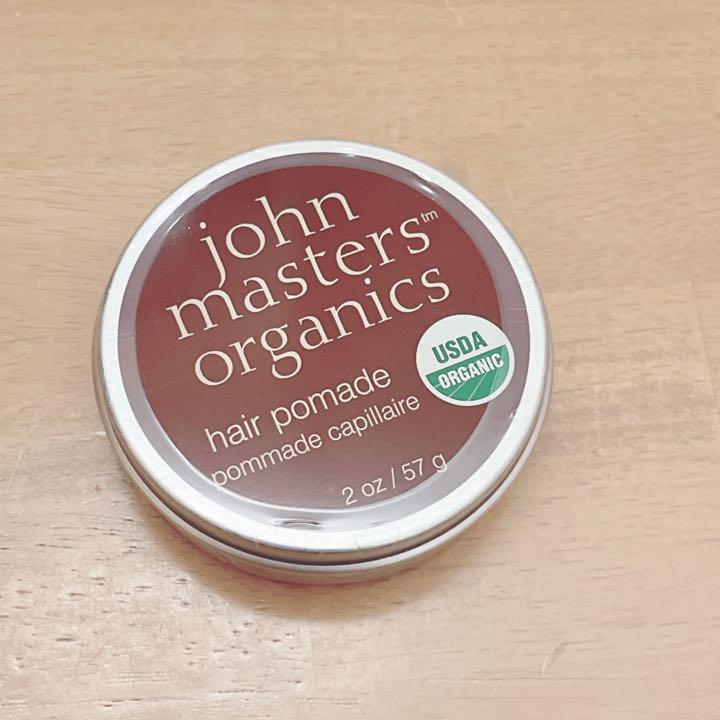 john
masters™
organics
USDA
ORGANIC
hair pomade
pommade capillaire
2 oz / 57 g